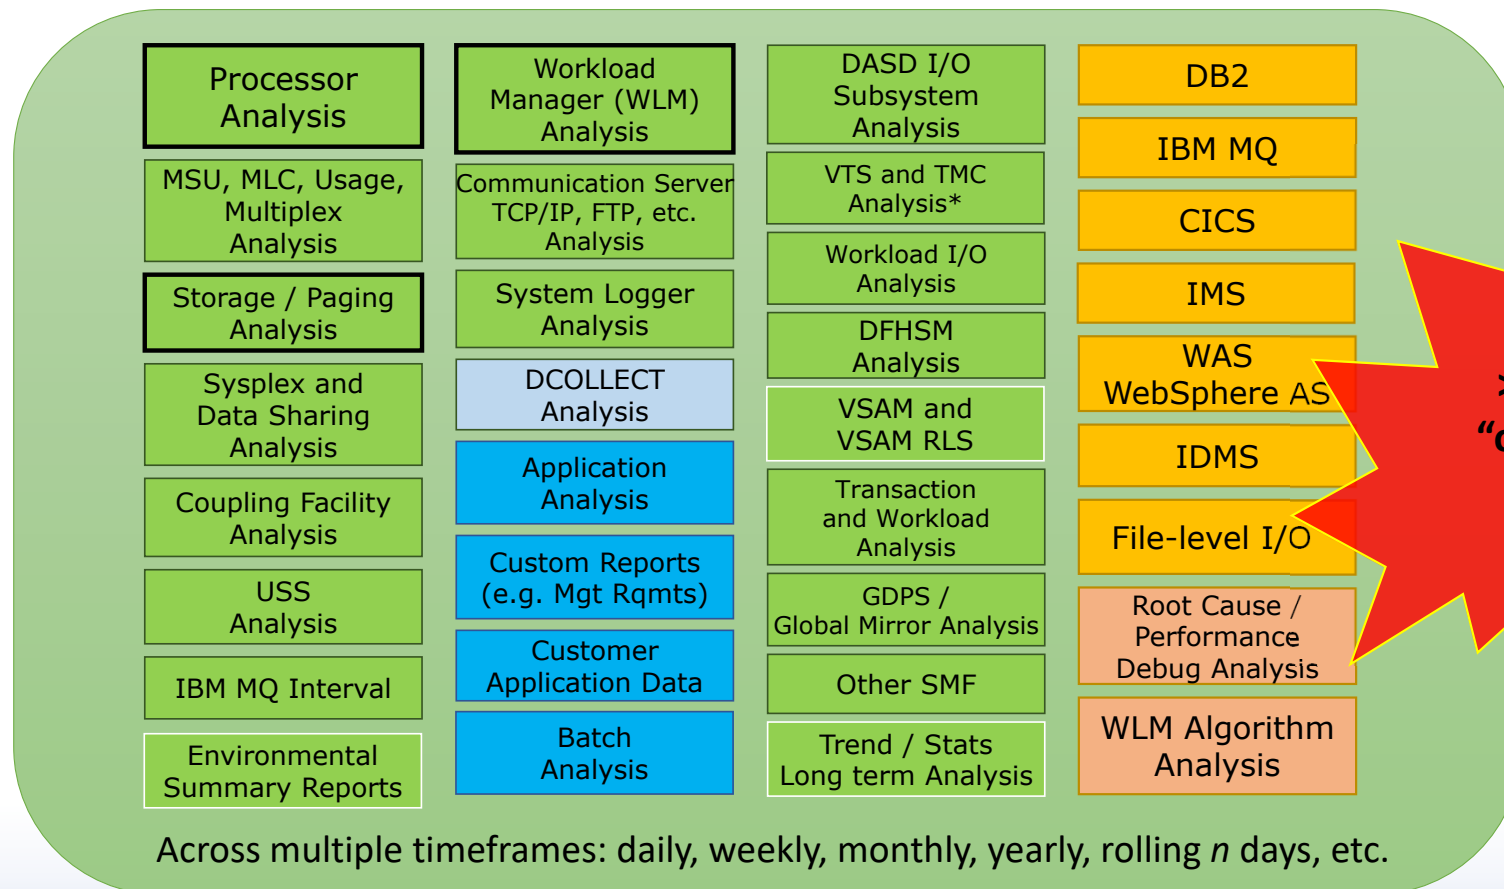 Processor
Analysis
MSU, MLC, Usage,
Multiplex
Analysis
Storage / Paging
Analysis
Sysplex and
Data Sharing
Analysis
Coupling Facility
Analysis
USS
Analysis
IBM MQ Interval
Environmental
Summary Reports
Workload
Manager (WLM)
Analysis
Communication Server
TCP/IP, FTP, etc.
Analysis
System Logger
Analysis
DCOLLECT
Analysis
Application
Analysis
Custom Reports
(e.g. Mgt Rqmts)
Customer
Application Data
Batch
Analysis
DASD I/O
Subsystem
Analysis
VTS and TMC
Analysis*
Workload I/O
Analysis
DFHSM
Analysis
VSAM and
VSAM RLS
Transaction
and Workload
Analysis
GDPS /
Global Mirror Analysis
Other SMF
Trend / Stats
Long term Analysis
DB2
IBM MQ
CICS
IMS
WAS
WebSphere AS
IDMS
File-level I/O
Root Cause /
Performance
Debug Analysis
WLM Algorithm
Analysis
Across multiple timeframes: daily, weekly, monthly, yearly, rolling n days, etc.